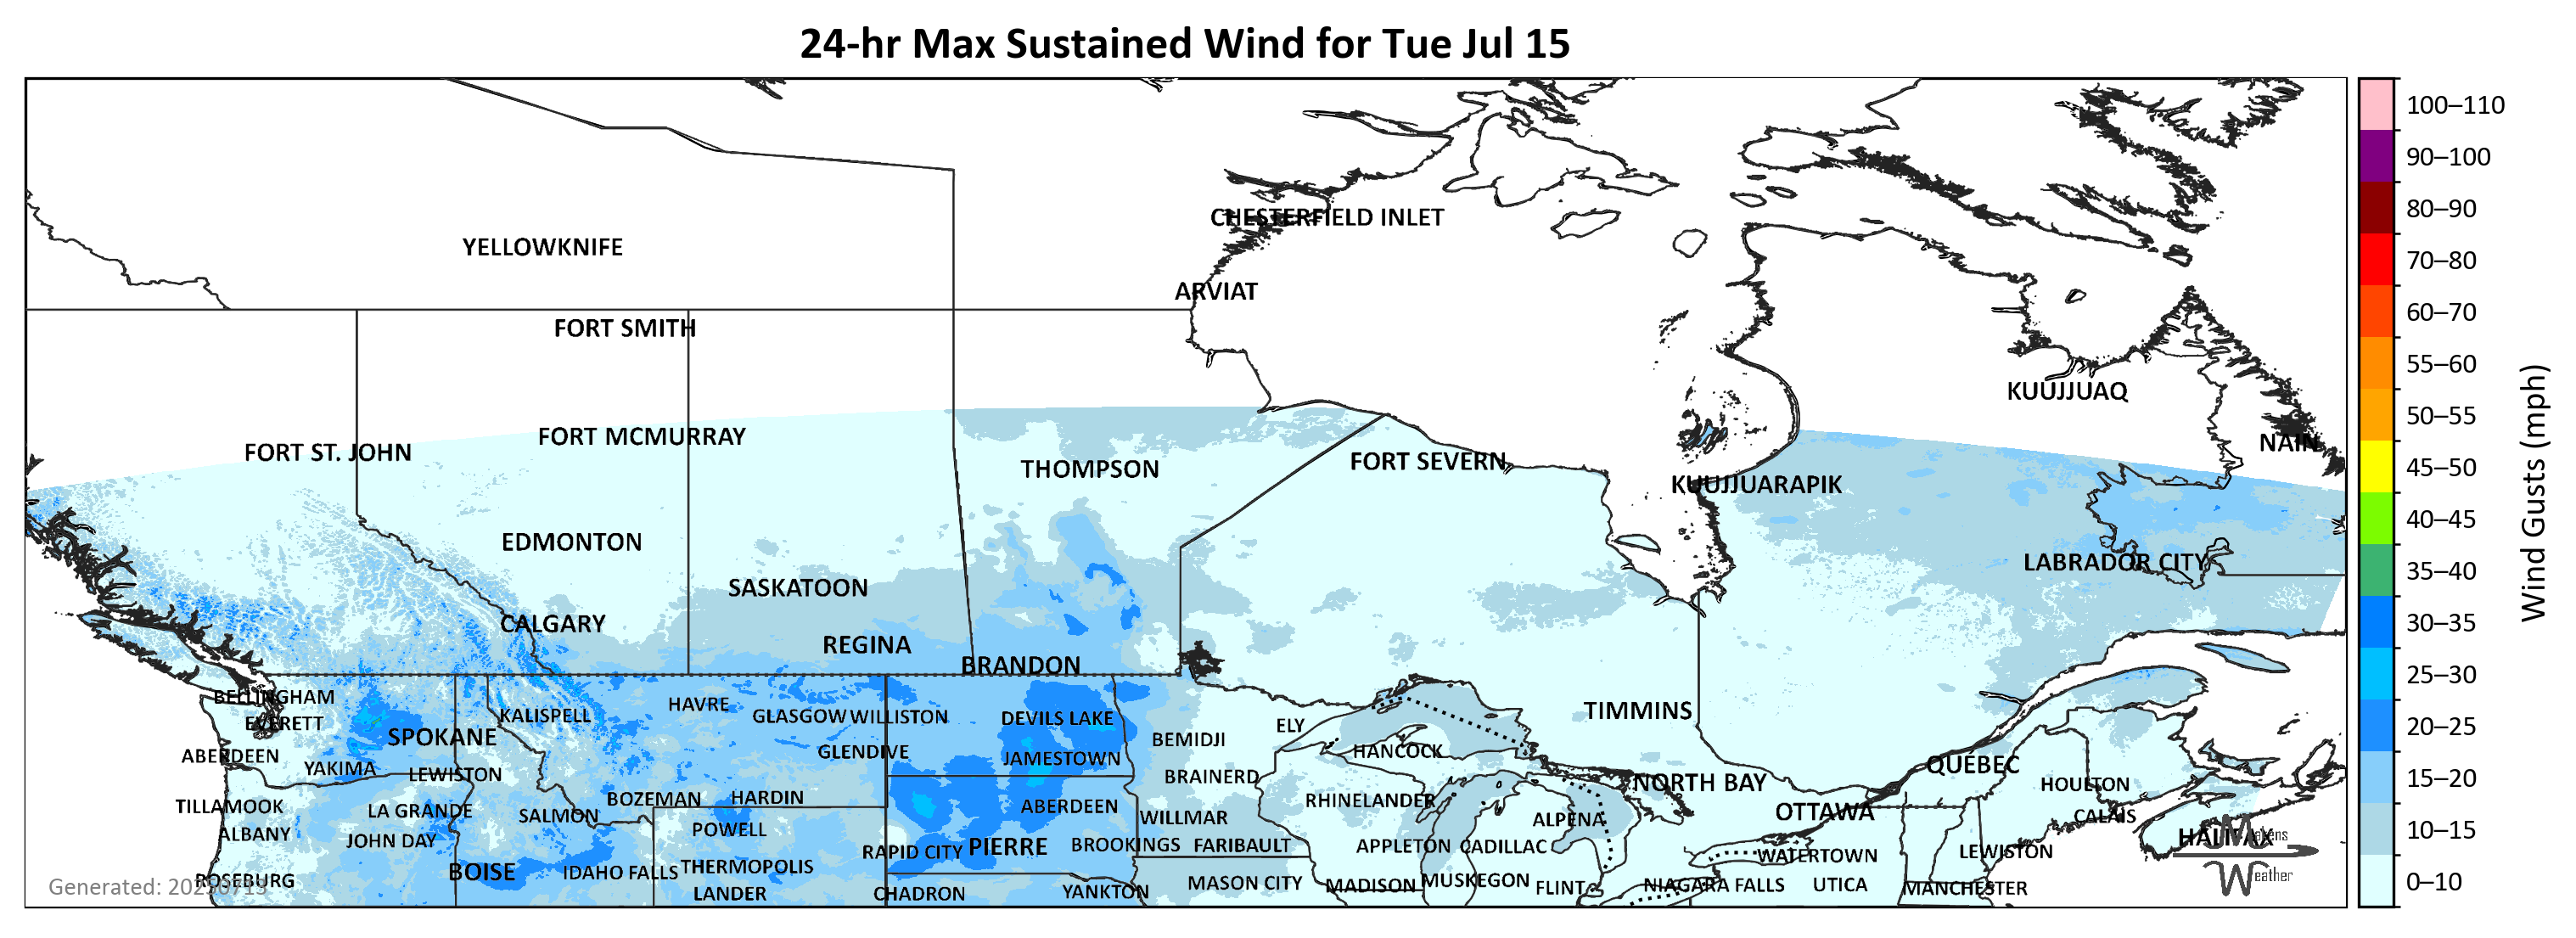 24-hr Max Sustained Wind for Tue Jul 15
100–110
90–100
80–90
70–80
60–70
55–60
50–55
45–50
40–45
35–40
30–35
25–30
20–25
15–20
10–15
0–10
Wind Gusts (mph)
CHESTERFIELD INLET
YELLOWKNIFE
ARVIAT
FORT SMITH
KUUJJUAQ
FORT MCMURRAY
NAIN
FORT ST. JOHN
FORT SEVERN
THOMPSON
KUUJJUARAPIK
EDMONTON
LABRADOR CITY
SASKATOON
CALGARY
REGINA
BRANDON
BELLINGHAM
HAVRE
TIMMINS
KALISPELL
GLASGOW
WILLISTON
DEVILS LAKE
EVERETT
ELY
SPOKANE
BEMIDJI
HANCOCK
GLENDIVE
ABERDEEN
JAMESTOWN
QUEBEC
YAKIMA
LEWISTON
BRAINERD
NORTH BAY
HOULTON
BOZEMAN
HARDIN
RHINELANDER
TILLAMOOK
ABERDEEN
LA GRANDE
SALMON
OTTAWA
CALAIS
WILLMAR
ALPENA
ALBANY
POWELL
HALIFAX
JOHN DAY
BROOKINGS
FARIBAULT
APPLETON
CADILLAC
PIERRE
RAPID CITY
LEWISTON
WATERTOWN
THERMOPOLIS
BOISE
IDAHO FALLS
ROSEBURG
MASON CITY
MADISON
MUSKEGON
FLINT
NIAGARA FALLS
UTICA
MANCHESTER
LANDER
CHADRON
YANKTON
Generated: 20250713
Makens
Weather